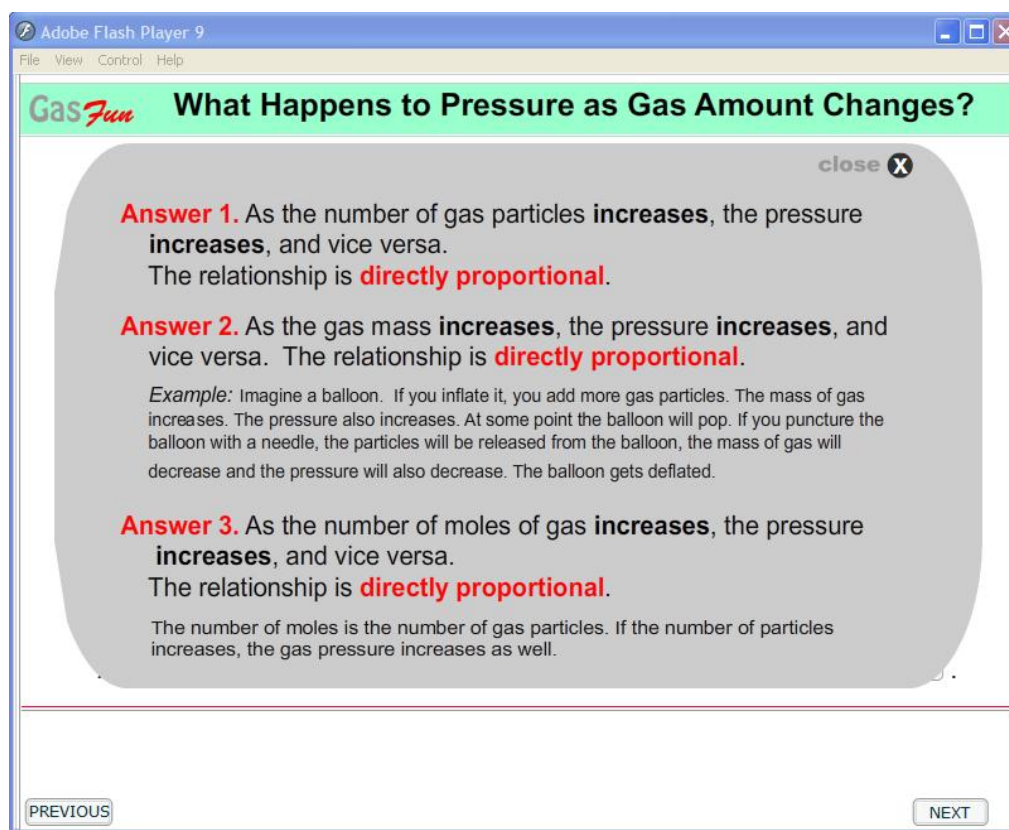 Adobe Flash Player 9
File View Control Help
Gas Fun What Happens to Pressure as Gas Amount Changes?
close X
Answer 1. As the number of gas particles increases, the pressure
increases, and vice versa.
The relationship is directly proportional.
Answer 2. As the gas mass increases, the pressure increases, and
vice versa. The relationship is directly proportional.
Example: Imagine a balloon. If you inflate it, you add more gas particles. The mass of gas
increases. The pressure also increases. At some point the balloon will pop. If you puncture the
balloon with a needle, the particles will be released from the balloon, the mass of gas will
decrease and the pressure will also decrease. The balloon gets deflated.
Answer 3. As the number of moles of gas increases, the pressure
increases, and vice versa.
The relationship is directly proportional.
The number of moles is the number of gas particles. If the number of particles
increases, the gas pressure increases as well.
PREVIOUS NEXT